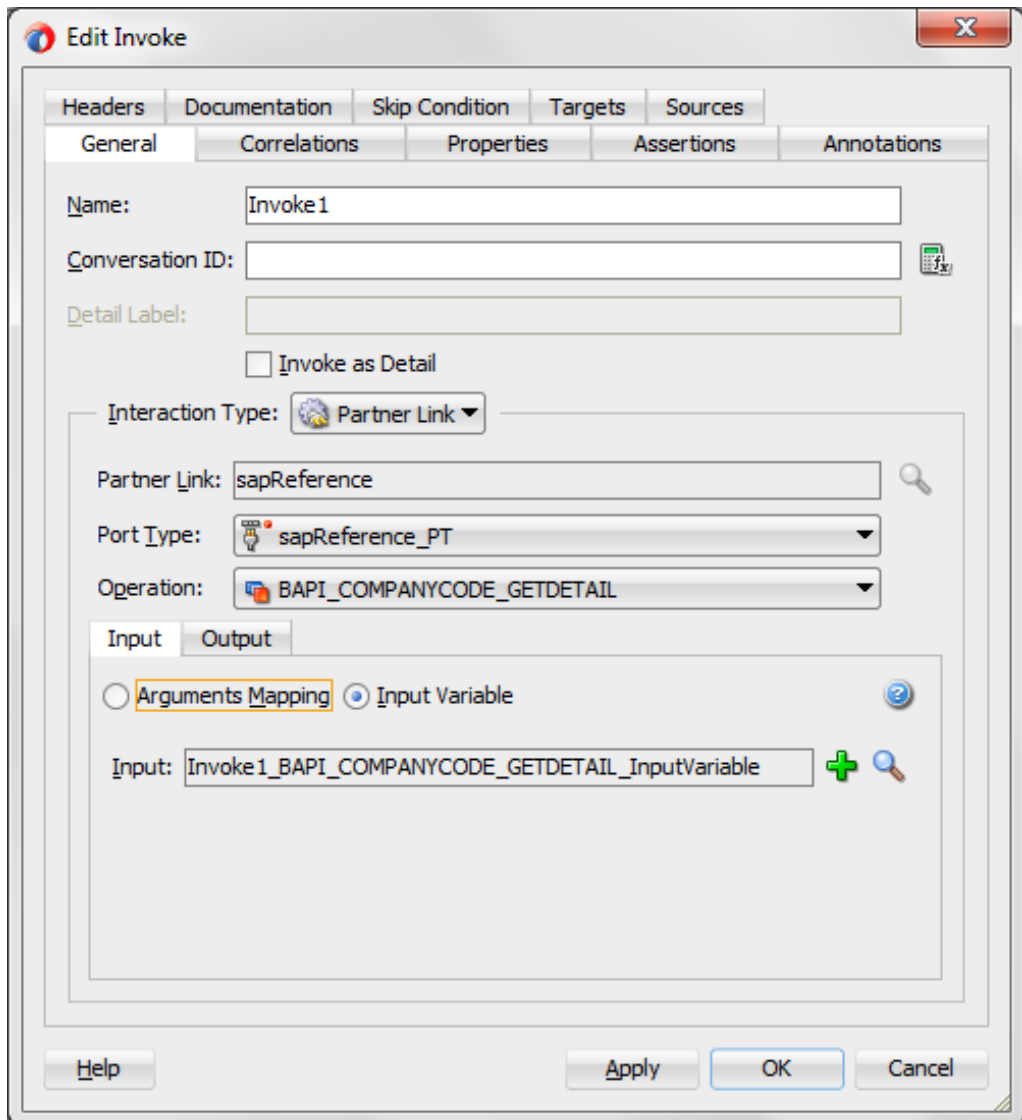 Edit Invoke
Headers Documentation Skip Condition Targets Sources
General Correlations Properties Assertions Annotations
Name: Invoke1
Conversation ID:
Detail Label:
Invoke as Detail
Interaction Type: Partner Link
Partner Link: sapReference
Port Type: sapReference_PT
Operation: BAPI_COMPANYCODE_GETDETAIL
Input Output
Arguments Mapping Input Variable
Input: Invoke1_BAPI_COMPANYCODE_GETDETAIL_InputVariable
Help Apply OK Cancel